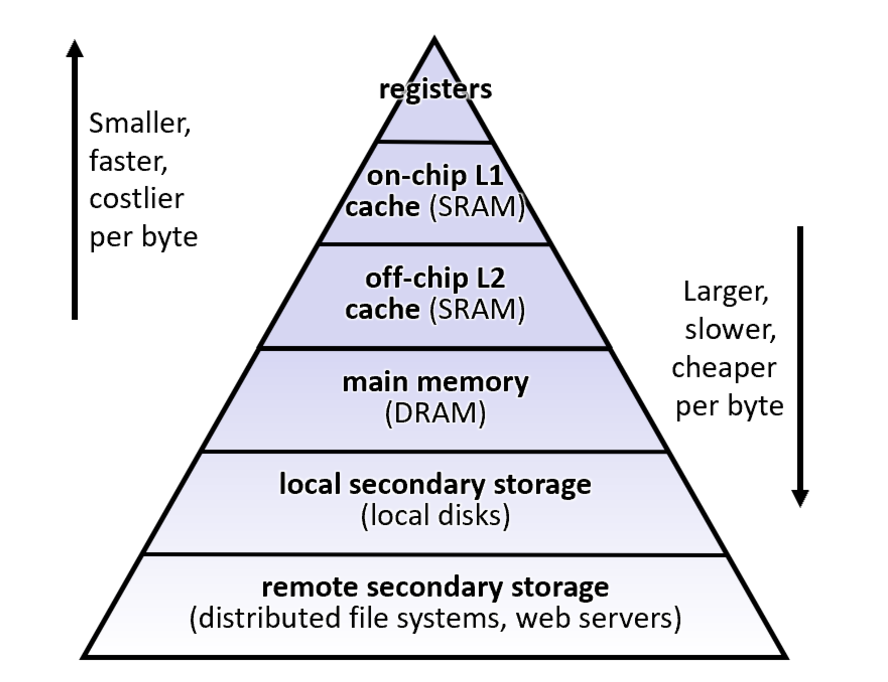 registers
Smaller,
faster,
costlier
per byte
on-chip L1
cache (SRAM)
off-chip L2
cache (SRAM)
Larger,
slower,
cheaper
per byte
main memory
(DRAM)
local secondary storage
(local disks)
remote secondary storage
(distributed file systems, web servers)